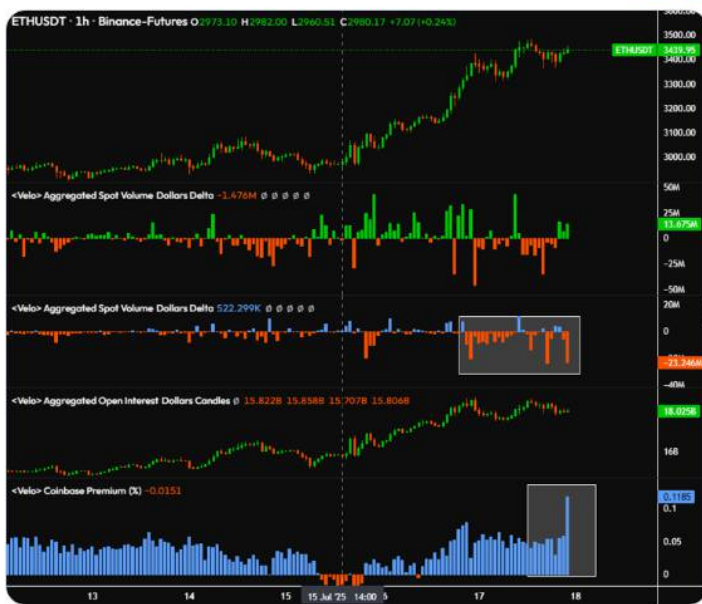 ETHUSDT · 1h · Binance-Futures O2973.10 H2982.00 L2960.51 C2980.17 +7.07 (+0.24%)
3500.00
ETHUSDT 3439.95
3400.00
3300.00
3200.00
3100.00
3000.00
<Velo> Aggregated Spot Volume Dollars Delta -1.476M Ø Ø Ø Ø Ø
50M
25M
13.675M
0
-25M
-50M
<Velo> Aggregated Spot Volume Dollars Delta 522.299K Ø Ø Ø Ø Ø
20M
0
-23.246M
-40M
<Velo> Aggregated Open Interest Dollars Candles Ø 15.822B 15.858B 15.707B 15.806B
18.025B
16B
<Velo> Coinbase Premium (%) -0.0151
0.1185
0.1
0.05
0
13 14 15 15 Jul '25 14:00 17 18